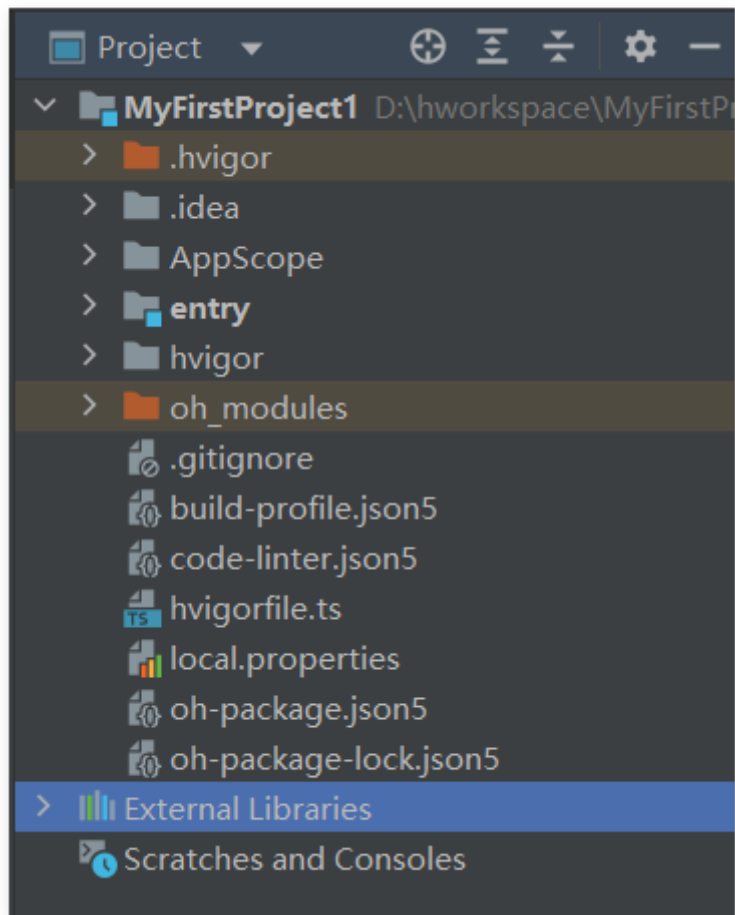 Project
MyFirstProject1 D:\hworkspace\MyFirstPr
.hvigor
.idea
AppScope
entry
hvigor
oh_modules
.gitignore
build-profile.json5
code-linter.json5
hvigorfile.ts
local.properties
oh-package.json5
oh-package-lock.json5
External Libraries
Scratches and Consoles